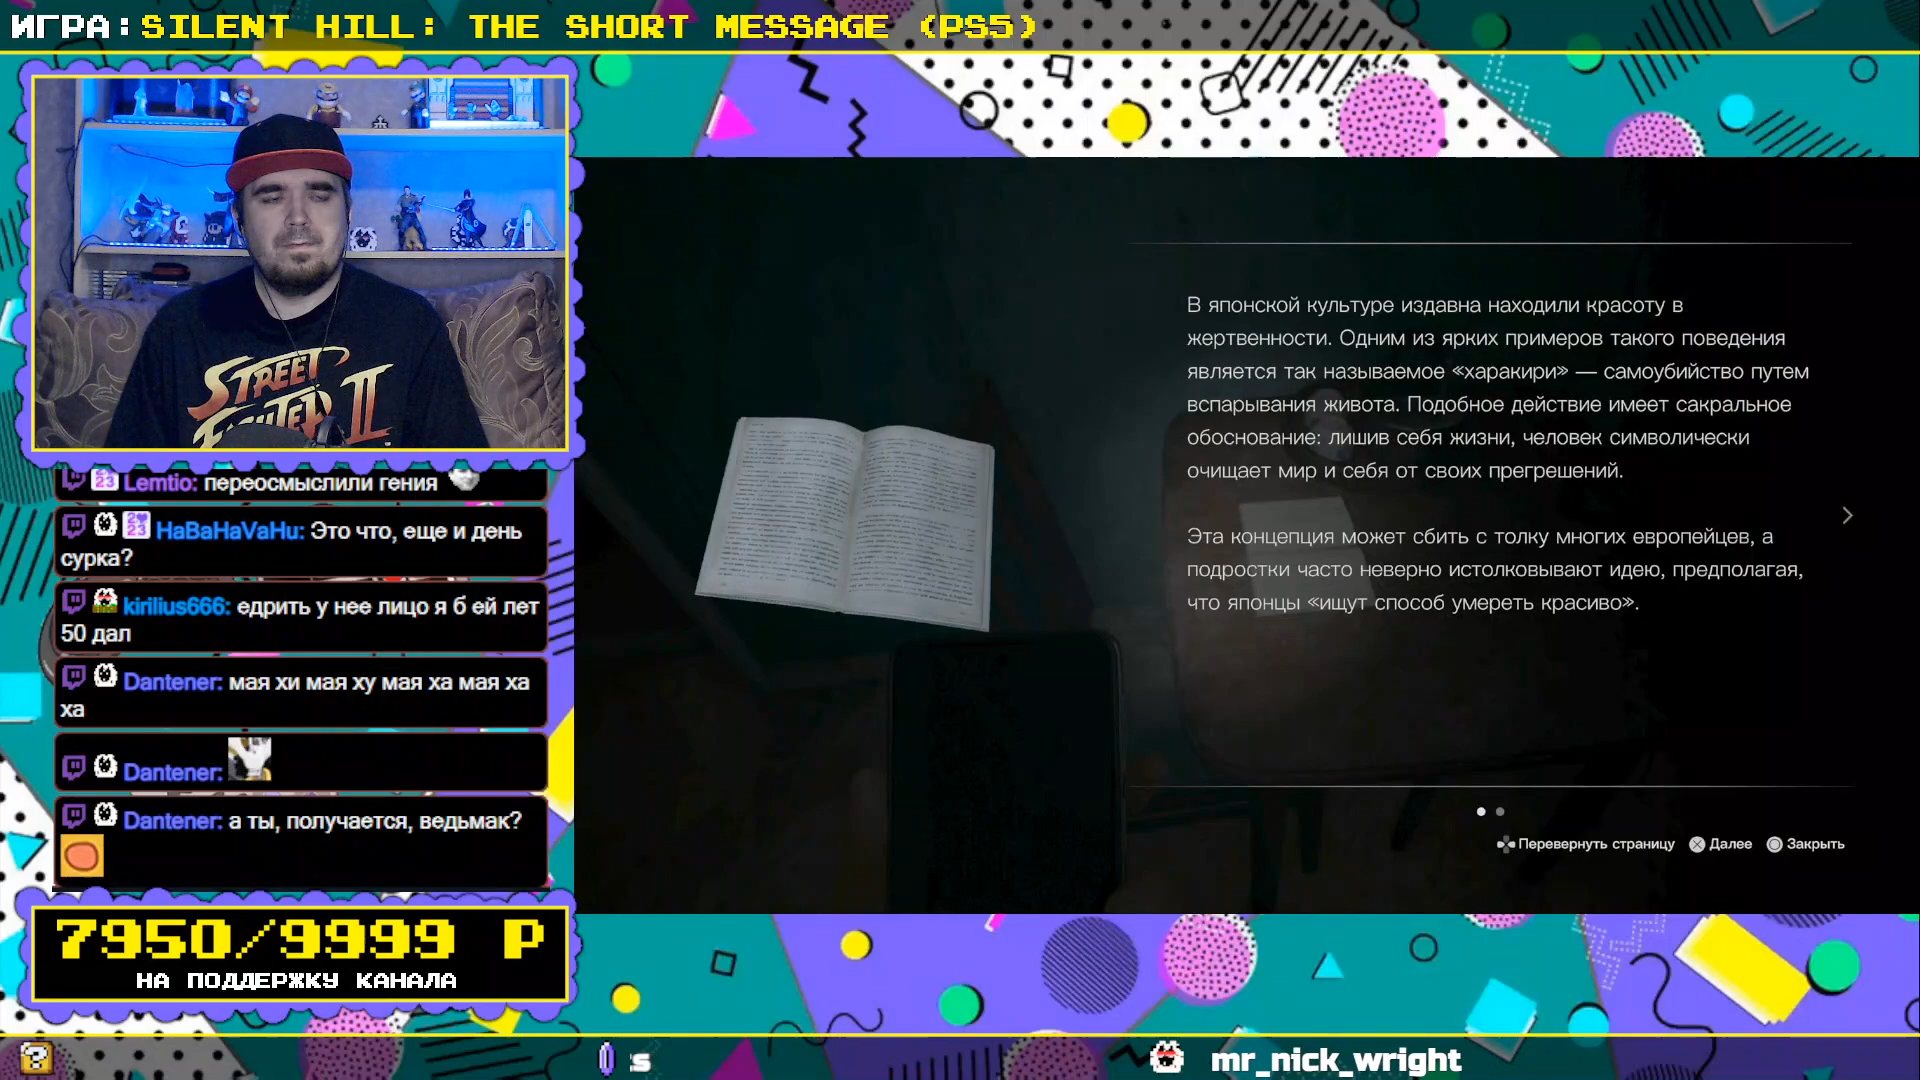 ИГРА:SILENT HILL: THE SHORT MESSAGE (PS5)
STREET
FIGHTER II
Lemtio: переосмыслили гения
HaBaHaVaHu: Это что, еще и день
сурка?
kirilius666: едрить у нее лицо я б ей лет
50 дал
Dantener: мая хи мая ху мая ха мая ха
ха
Dantener:
Dantener: а ты, получается, ведьмак?
7950/9999 Р
НА ПОДДЕРЖКУ КАНАЛА
В японской культуре издавна находили красоту в
жертвенности. Одним из ярких примеров такого поведения
является так называемое «харакири» — самоубийство путем
вспарывания живота. Подобное действие имеет сакральное
обоснование: лишив себя жизни, человек символически
очищает мир и себя от своих прегрешений.
Эта концепция может сбить с толку многих европейцев, а
подростки часто неверно истолковывают идею, предполагая,
что японцы «ищут способ умереть красиво».
Перевернуть страницу
Далее
Закрыть
s
mr_nick_wright